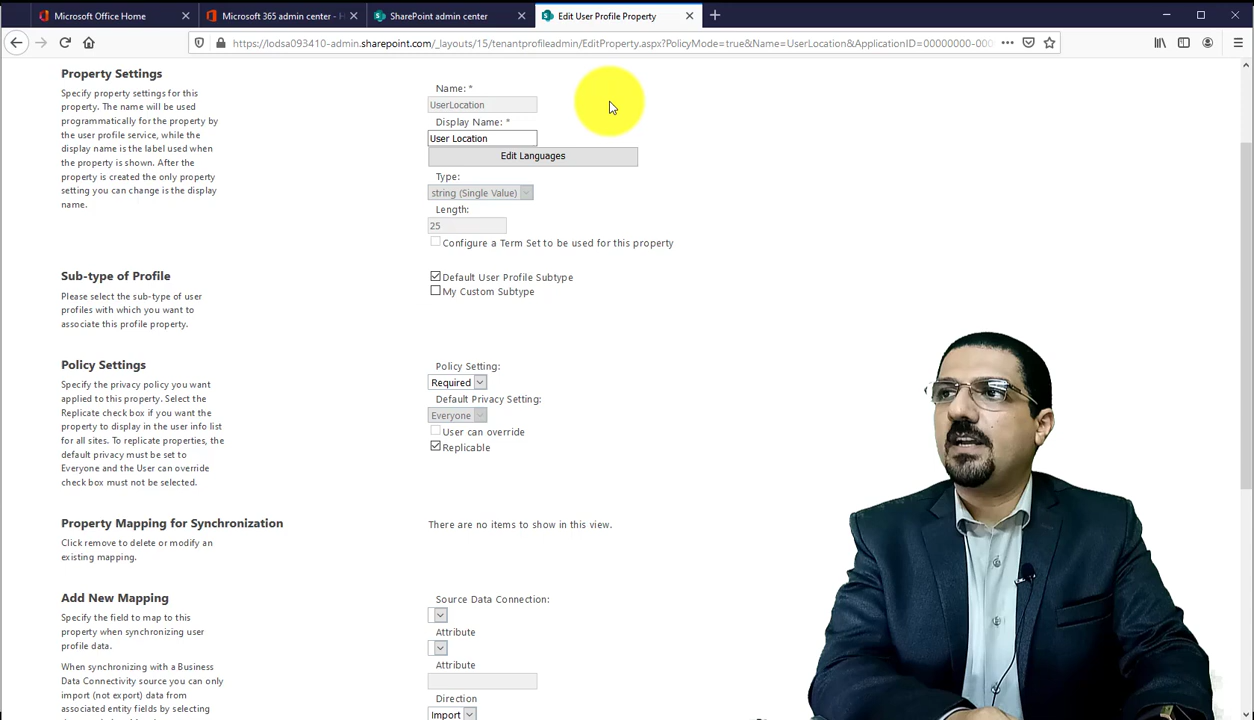 Microsoft Office Home
Microsoft 365 admin center - H
SharePoint admin center
Edit User Profile Property
https://lodsa093410-admin.sharepoint.com/_layouts/15/tenantprofileadmin/EditProperty.aspx?PolicyMode=true&Name=UserLocation&ApplicationID=00000000-000
Property Settings
Specify property settings for this
property. The name will be used
programmatically for the property by
the user profile service, while the
display name is the label used when
the property is shown. After the
property is created the only property
setting you can change is the display
name.
Name: *
UserLocation
Display Name: *
User Location
Edit Languages
Type:
string (Single Value)
Length:
25
Configure a Term Set to be used for this property
Sub-type of Profile
Please select the sub-type of user
profiles with which you want to
associate this profile property.
Default User Profile Subtype
My Custom Subtype
Policy Settings
Specify the privacy policy you want
applied to this property. Select the
Replicate check box if you want the
property to display in the user info list
for all sites. To replicate properties, the
default privacy must be set to
Everyone and the User can override
check box must not be selected.
Policy Setting:
Required
Default Privacy Setting:
Everyone
User can override
Replicable
Property Mapping for Synchronization
Click remove to delete or modify an
existing mapping.
There are no items to show in this view.
Add New Mapping
Specify the field to map to this
property when synchronizing user
profile data.
When synchronizing with a Business
Data Connectivity source you can only
import (not export) data from
associated entity fields by selecting
Source Data Connection:
Attribute
Attribute
Direction
Import